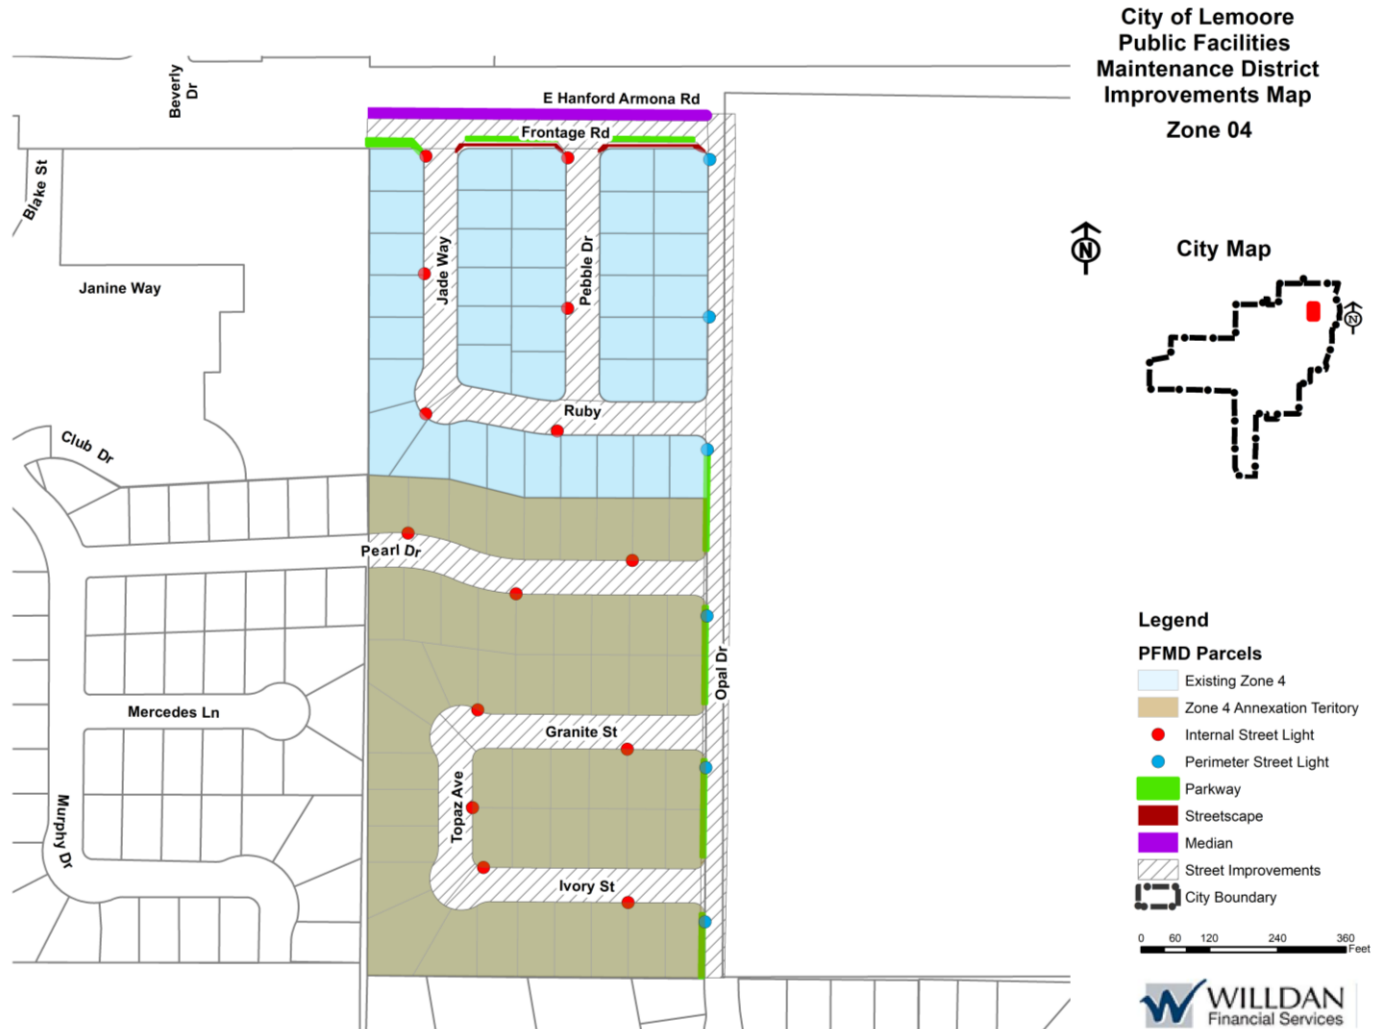 City of Lemoore
Public Facilities
Maintenance District
Improvements Map
Zone 04
Beverly
Dr
E Hanford Armona Rd
Frontage Rd
Blake St
Jade Way
Pebble Dr
Janine Way
N
City Map
N
Ruby
Club Dr
Pearl Dr
Opal Dr
Mercedes Ln
Granite St
Topaz Ave
Murphy Dr
Ivory St
Legend
PFMD Parcels
Existing Zone 4
Zone 4 Annexation Teritory
Internal Street Light
Perimeter Street Light
Parkway
Streetscape
Median
Street Improvements
City Boundary
0 60 120 240 360
Feet
WILLDAN
Financial Services